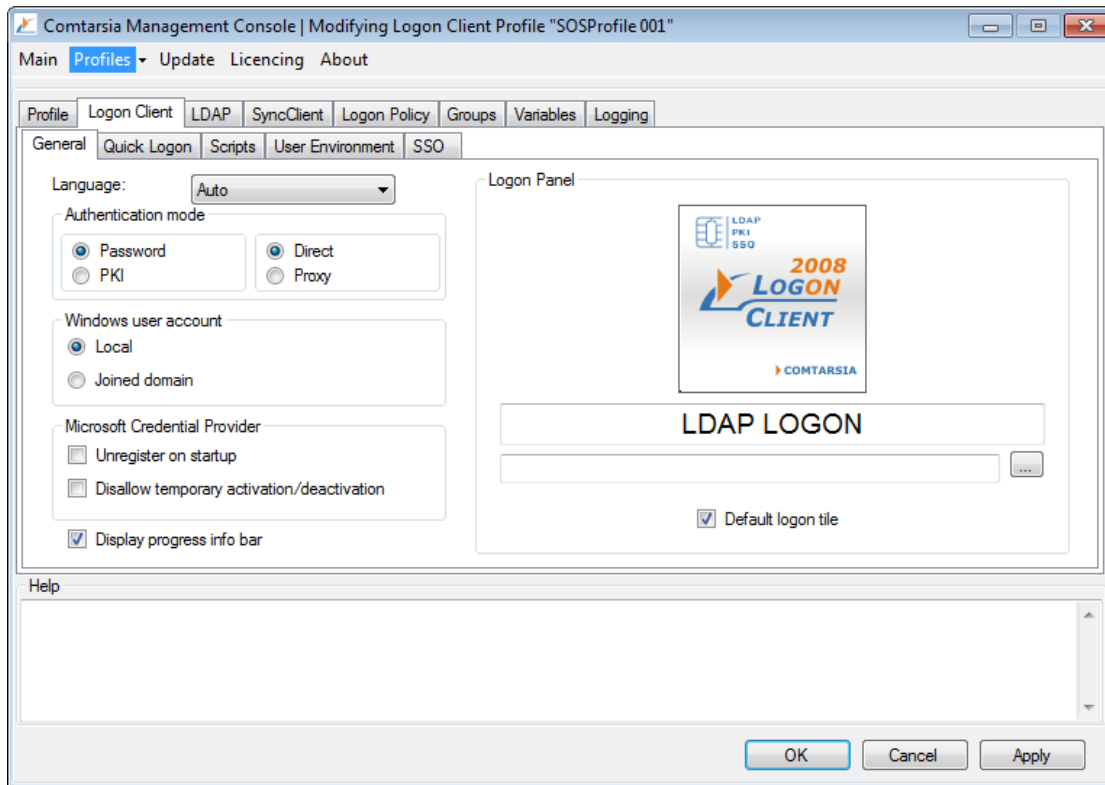 Comtarsia Management Console | Modifying Logon Client Profile "SOSProfile 001"
Main Profiles Update Licencing About
Profile Logon Client LDAP SyncClient Logon Policy Groups Variables Logging
General Quick Logon Scripts User Environment SSO
Language: Auto
Authentication mode
Password Direct
PKI Proxy
Windows user account
Local
Joined domain
Microsoft Credential Provider
Unregister on startup
Disallow temporary activation/deactivation
Display progress info bar
Logon Panel
LDAP
PKI
SSO
2008
LOGON
CLIENT
COMTARSIA
LDAP LOGON
...
Default logon tile
Help
OK Cancel Apply